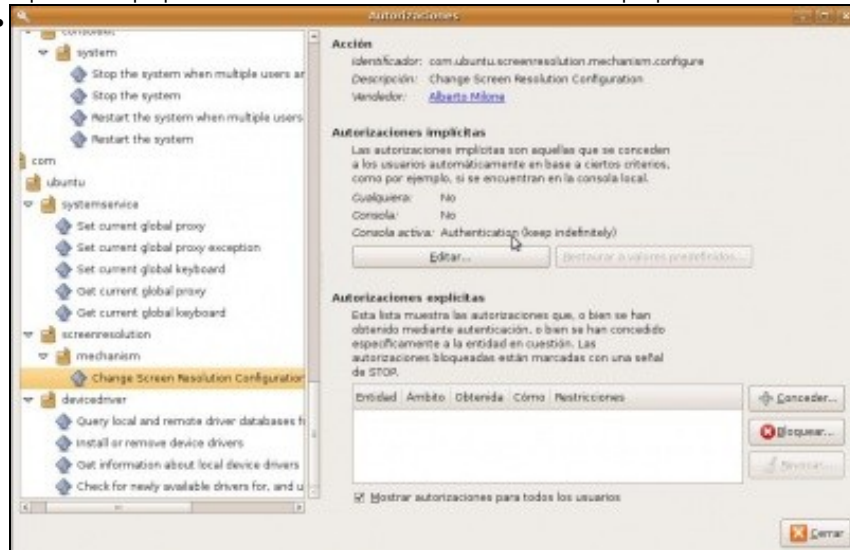 Autorizaciones
system
Stop the system when multiple users ar
Stop the system
Restart the system when multiple users
Restart the system
com
ubuntu
systemservice
Set current global proxy
Set current global proxy exception
Set current global keyboard
Get current global proxy
Get current global keyboard
screenresolution
mechanism
Change Screen Resolution Configuration
devicedriver
Query local and remote driver databases f
Install or remove device drivers
Get information about local device drivers
Check for newly available drivers for, and u
Acción
Identificador: com.ubuntu.screenresolution.mechanism.configure
Descripción: Change Screen Resolution Configuration
Vendedor: Alberto Milone
Autorizaciones implícitas
Las autorizaciones implícitas son aquellas que se conceden
a los usuarios automáticamente en base a ciertos criterios,
como por ejemplo, si se encuentran en la consola local.
Cualquiera: No
Consola: No
Consola activa: Authentication (keep indefinitely)
Editar...
Restaurar a valores predefinidos...
Autorizaciones explícitas
Esta lista muestra las autorizaciones que, o bien se han
obtenido mediante autenticación, o bien se han concedido
específicamente a la entidad en cuestión. Las
autorizaciones bloqueadas están marcadas con una señal
de STOP.
Entidad Ámbito Obtenida Cómo Restricciones
Conceder...
Bloquear...
Revocar...
Mostrar autorizaciones para todos los usuarios
Cerrar